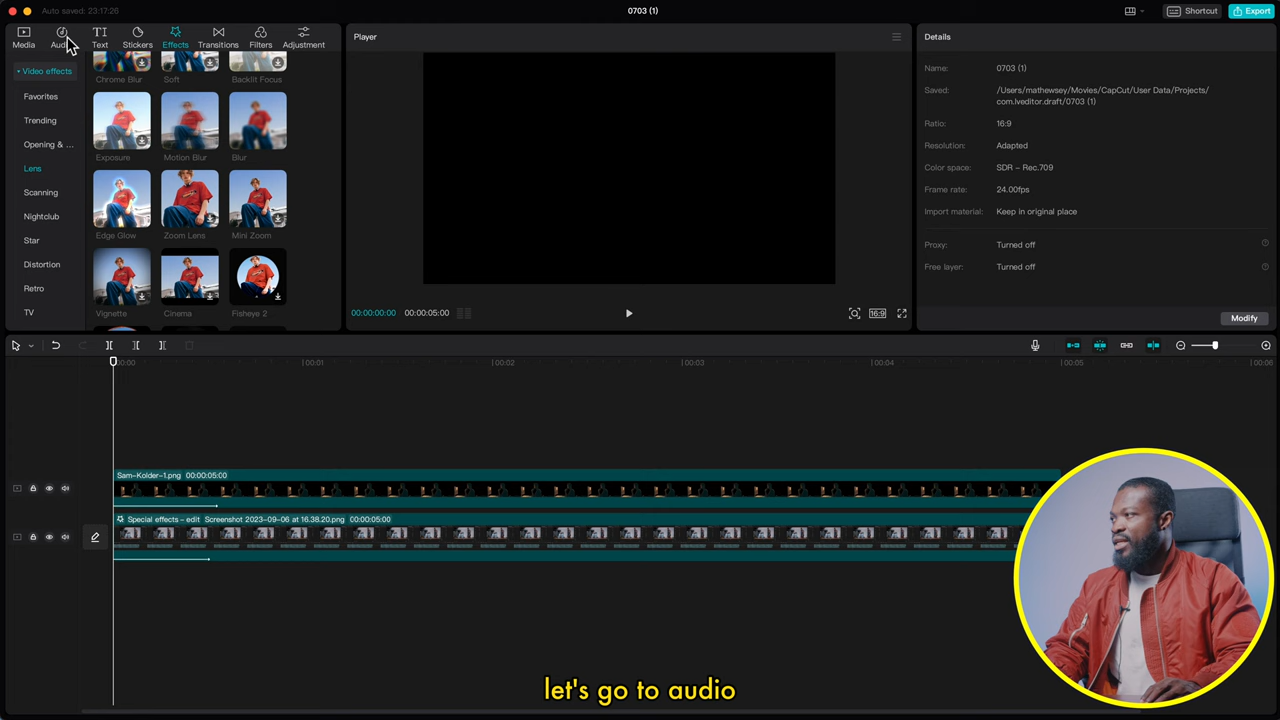 Auto saved: 23:17:26
0703 (1)
Shortcut
Export
Media
Audio
Text
Stickers
Effects
Transitions
Filters
Adjustment
Player
Details
Video effects
Favorites
Trending
Opening & ...
Lens
Scanning
Nightclub
Star
Distortion
Retro
TV
Chrome Blur
Soft
Backlit Focus
Exposure
Motion Blur
Blur
Edge Glow
Zoom Lens
Mini Zoom
Vignette
Cinema
Fisheye 2
00:00:00:00
00:00:05:00
16:9
Name:
0703 (1)
Saved:
/Users/mathewsey/Movies/CapCut/User Data/Projects/
com.lveditor.draft/0703 (1)
Ratio:
16:9
Resolution:
Adapted
Color space:
SDR – Rec.709
Frame rate:
24.00fps
Import material:
Keep in original place
Proxy:
Turned off
Free layer:
Turned off
Modify
00:00
00:01
00:02
00:03
00:04
00:05
00:06
Sam-Kolder-1.png 00:00:05:00
Special effects – edit Screenshot 2023-09-06 at 16.38.20.png 00:00:05:00
let's go to audio